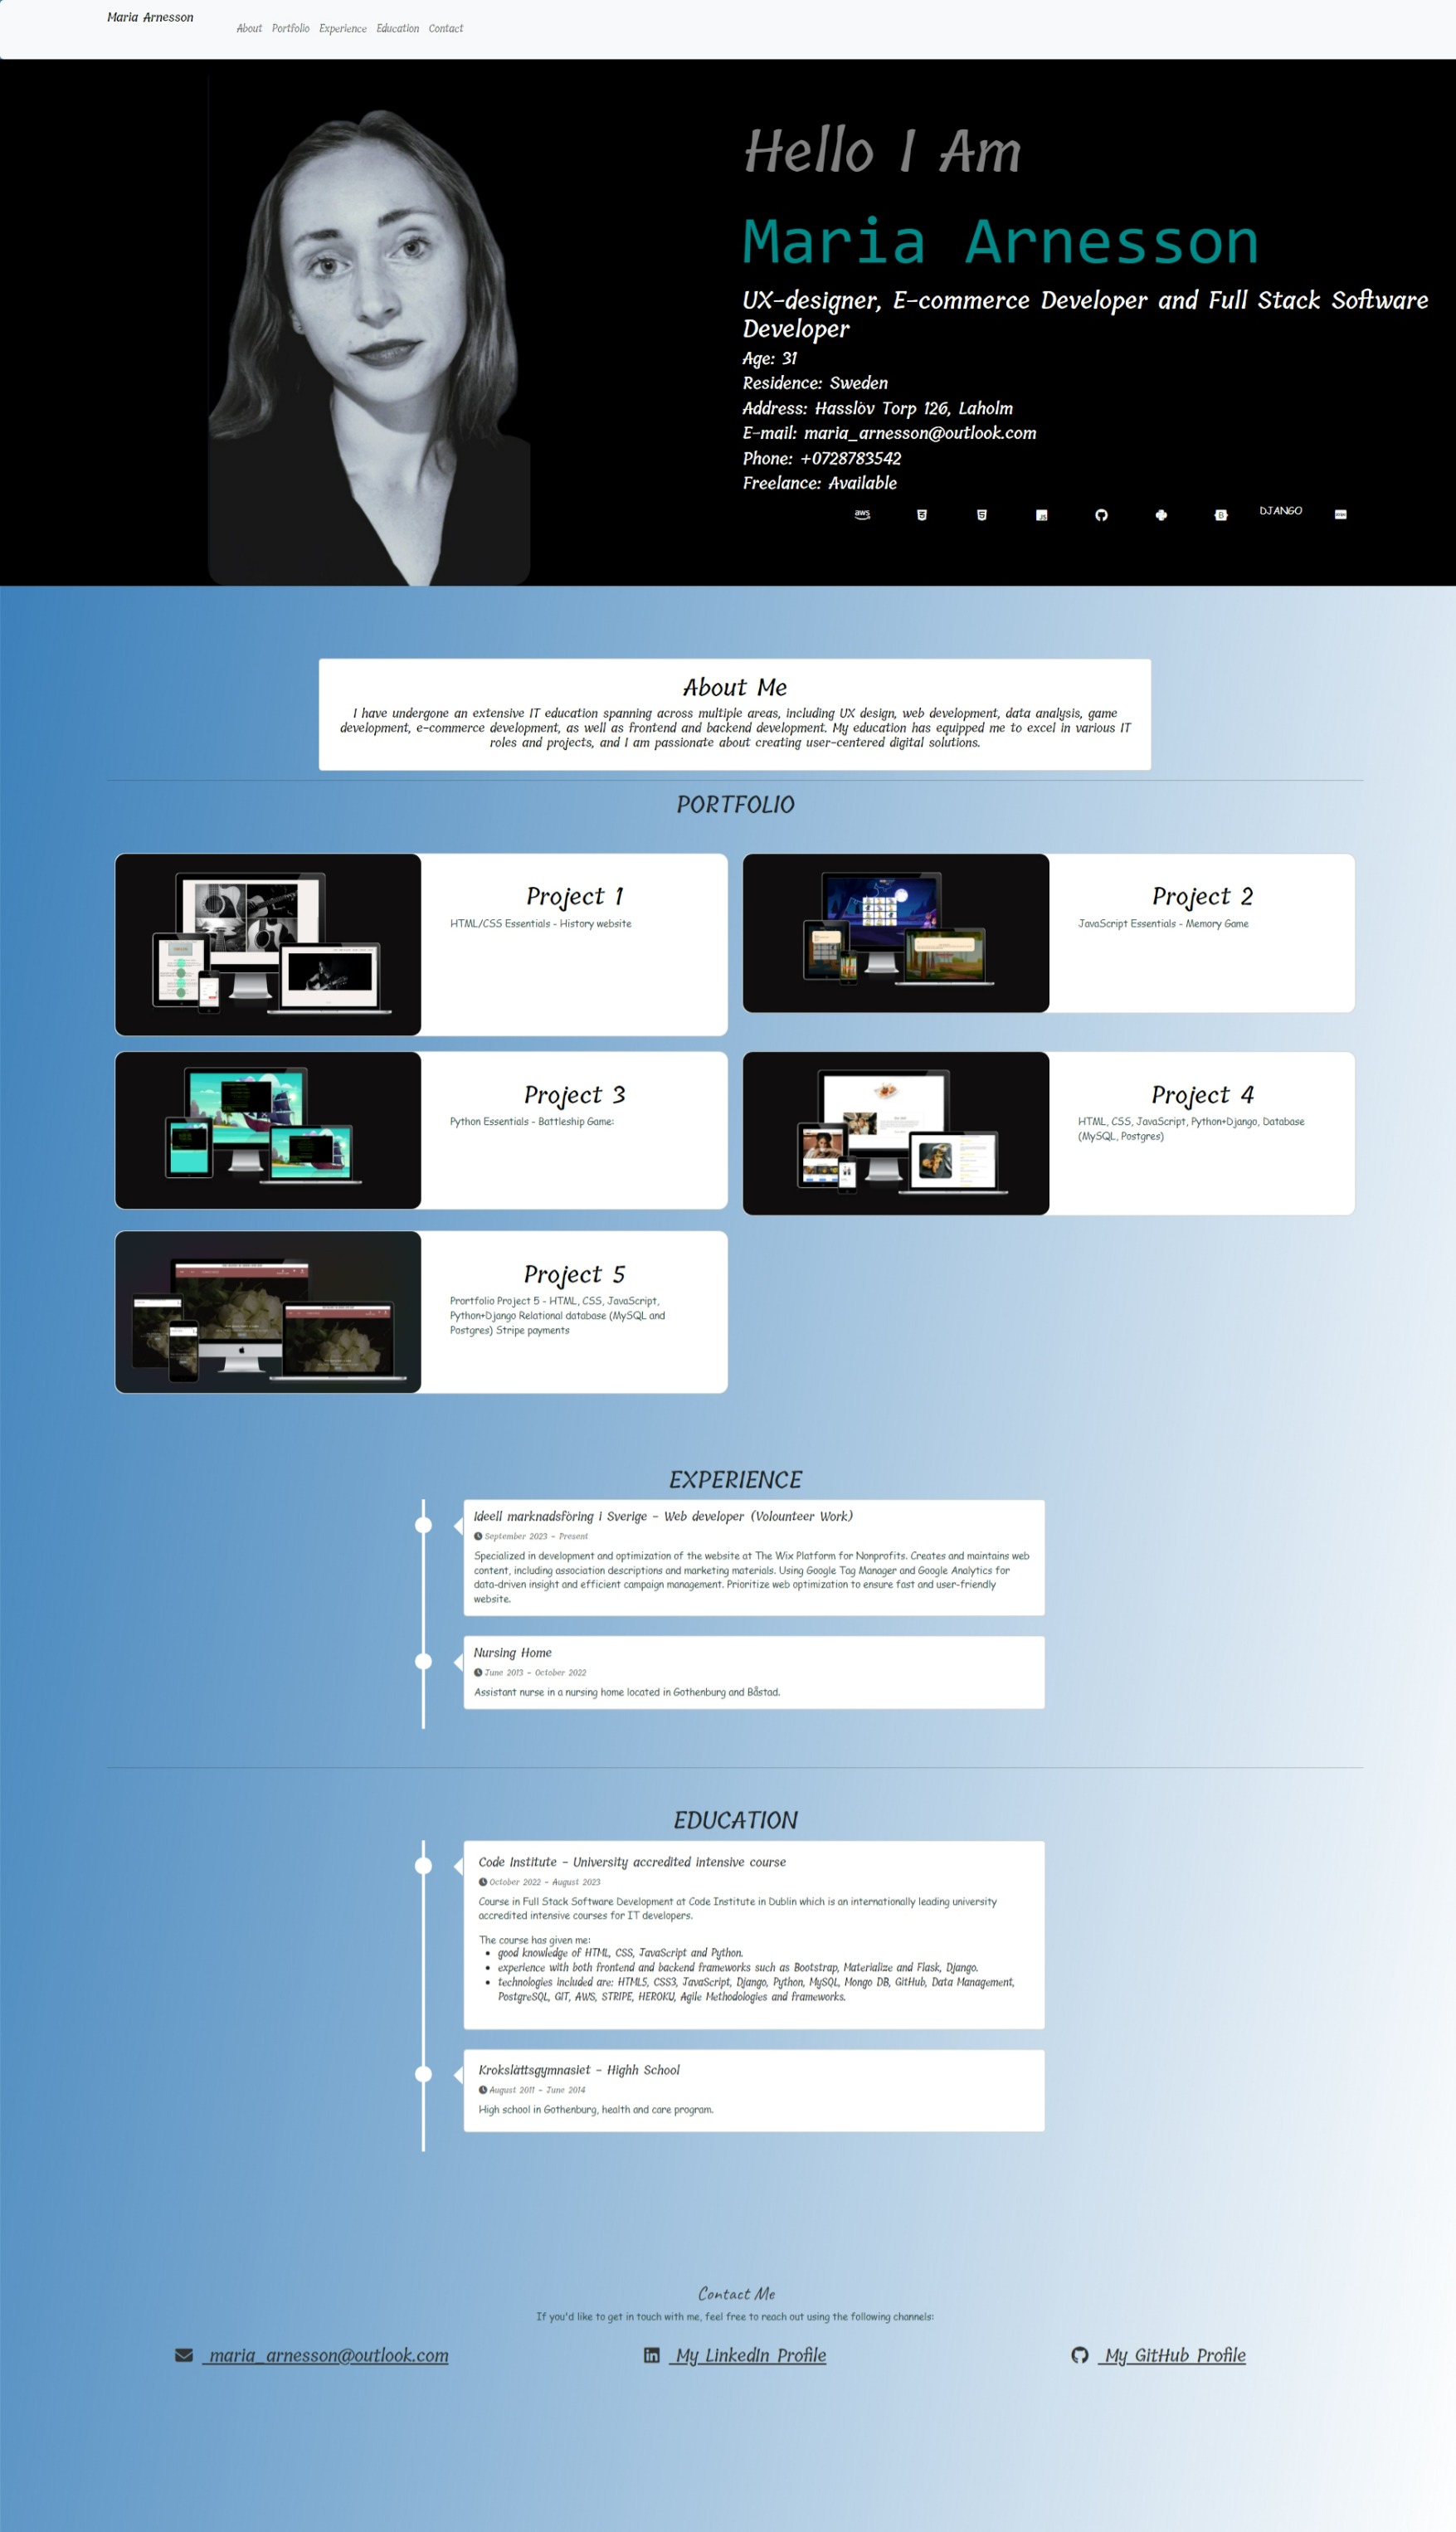 Maria Arnesson
About Portfolio Experience Education Contact
Hello I Am
Maria Arnesson
UX-designer, E-commerce Developer and Full Stack Software
Developer
Age: 31
Residence: Sweden
Address: Hasslöv Torp 126, Laholm
E-mail: maria_arnesson@outlook.com
Phone: +0728783542
Freelance: Available
aws
DJANGO
About Me
I have undergone an extensive IT education spanning across multiple areas, including UX design, web development, data analysis, game
development, e-commerce development, as well as frontend and backend development. My education has equipped me to excel in various IT
roles and projects, and I am passionate about creating user-centered digital solutions.
PORTFOLIO
Project 1
HTML/CSS Essentials - History website
Project 2
JavaScript Essentials - Memory Game
Project 3
Python Essentials - Battleship Game:
Project 4
HTML, CSS, JavaScript, Python+Django, Database
(MySQL, Postgres)
Project 5
Prortfolio Project 5 - HTML, CSS, JavaScript,
Python+Django Relational database (MySQL and
Postgres) Stripe payments
EXPERIENCE
Ideell marknadsföring i Sverige - Web developer (Volounteer Work)
September 2023 - Present
Specialized in development and optimization of the website at The Wix Platform for Nonprofits. Creates and maintains web
content, including association descriptions and marketing materials. Using Google Tag Manager and Google Analytics for
data-driven insight and efficient campaign management. Prioritize web optimization to ensure fast and user-friendly
website.
Nursing Home
June 2013 - October 2022
Assistant nurse in a nursing home located in Gothenburg and Båstad.
EDUCATION
Code Institute - University accredited intensive course
October 2022 - August 2023
Course in Full Stack Software Development at Code Institute in Dublin which is an internationally leading university
accredited intensive courses for IT developers.
The course has given me:
• good knowledge of HTML, CSS, JavaScript and Python.
• experience with both frontend and backend frameworks such as Bootstrap, Materialize and Flask, Django.
• technologies included are: HTML5, CSS3, JavaScript, Django, Python, MySQL, Mongo DB, GitHub, Data Management,
PostgreSQL, GIT, AWS, STRIPE, HEROKU, Agile Methodologies and frameworks.
Krokslättsgymnasiet - Highh School
August 2011 - June 2014
High school in Gothenburg, health and care program.
Contact Me
If you'd like to get in touch with me, feel free to reach out using the following channels:
maria_arnesson@outlook.com
My LinkedIn Profile
My GitHub Profile